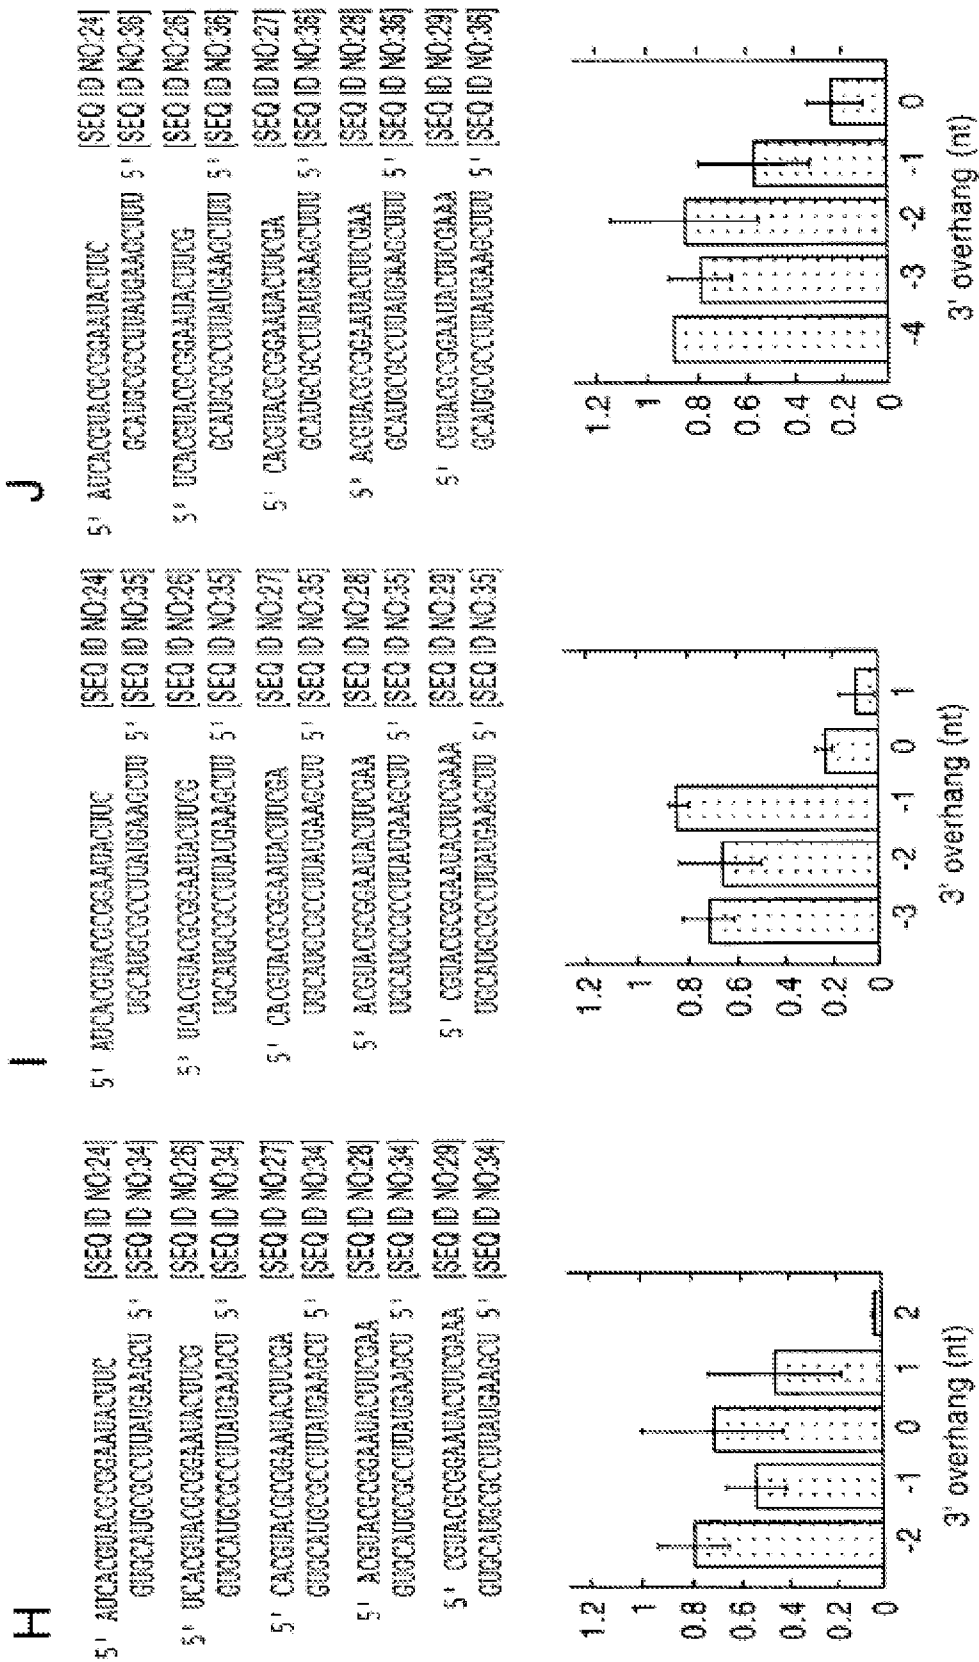 H
5' AUCACGUACGCGGAAUACUUC [SEQ ID NO:24]
GUGCAUGCGCCUUAUGAAGCU 5' [SEQ ID NO:34]
5' UCACGUACGCGGAAUACUUCG [SEQ ID NO:26]
GUGCAUGCGCCUUAUGAAGCU 5' [SEQ ID NO:34]
5' CACGUACGCGGAAUACUUCGA [SEQ ID NO:27]
GUGCAUGCGCCUUAUGAAGCU 5' [SEQ ID NO:34]
5' ACGUACGCGGAAUACUUCGAA [SEQ ID NO:28]
GUGCAUGCGCCUUAUGAAGCU 5' [SEQ ID NO:34]
5' CGUACGCGGAAUACUUCGAAA [SEQ ID NO:29]
GUGCAUGCGCCUUAUGAAGCU 5' [SEQ ID NO:34]
1.2
1
0.8
0.6
0.4
0.2
0
-2 -1 0 1 2
3' overhang (nt)
I
5' AUCACGUACGCGGAAUACUUC [SEQ ID NO:24]
UGCAUGCGCCUUAUGAAGCUU 5' [SEQ ID NO:35]
5' UCACGUACGCGGAAUACUUCG [SEQ ID NO:26]
UGCAUGCGCCUUAUGAAGCUU 5' [SEQ ID NO:35]
5' CACGUACGCGGAAUACUUCGA [SEQ ID NO:27]
UGCAUGCGCCUUAUGAAGCUU 5' [SEQ ID NO:35]
5' ACGUACGCGGAAUACUUCGAA [SEQ ID NO:28]
UGCAUGCGCCUUAUGAAGCUU 5' [SEQ ID NO:35]
5' CGUACGCGGAAUACUUCGAAA [SEQ ID NO:29]
UGCAUGCGCCUUAUGAAGCUU 5' [SEQ ID NO:35]
1.2
1
0.8
0.6
0.4
0.2
0
-3 -2 -1 0 1
3' overhang (nt)
J
5' AUCACGUACGCGGAAUACUUC [SEQ ID NO:24]
GCAUGCGCCUUAUGAAGCUUU 5' [SEQ ID NO:36]
5' UCACGUACGCGGAAUACUUCG [SEQ ID NO:26]
GCAUGCGCCUUAUGAAGCUUU 5' [SEQ ID NO:36]
5' CACGUACGCGGAAUACUUCGA [SEQ ID NO:27]
GCAUGCGCCUUAUGAAGCUUU 5' [SEQ ID NO:36]
5' ACGUACGCGGAAUACUUCGAA [SEQ ID NO:28]
GCAUGCGCCUUAUGAAGCUUU 5' [SEQ ID NO:36]
5' CGUACGCGGAAUACUUCGAAA [SEQ ID NO:29]
GCAUGCGCCUUAUGAAGCUUU 5' [SEQ ID NO:36]
1.2
1
0.8
0.6
0.4
0.2
0
-4 -3 -2 -1 0
3' overhang (nt)